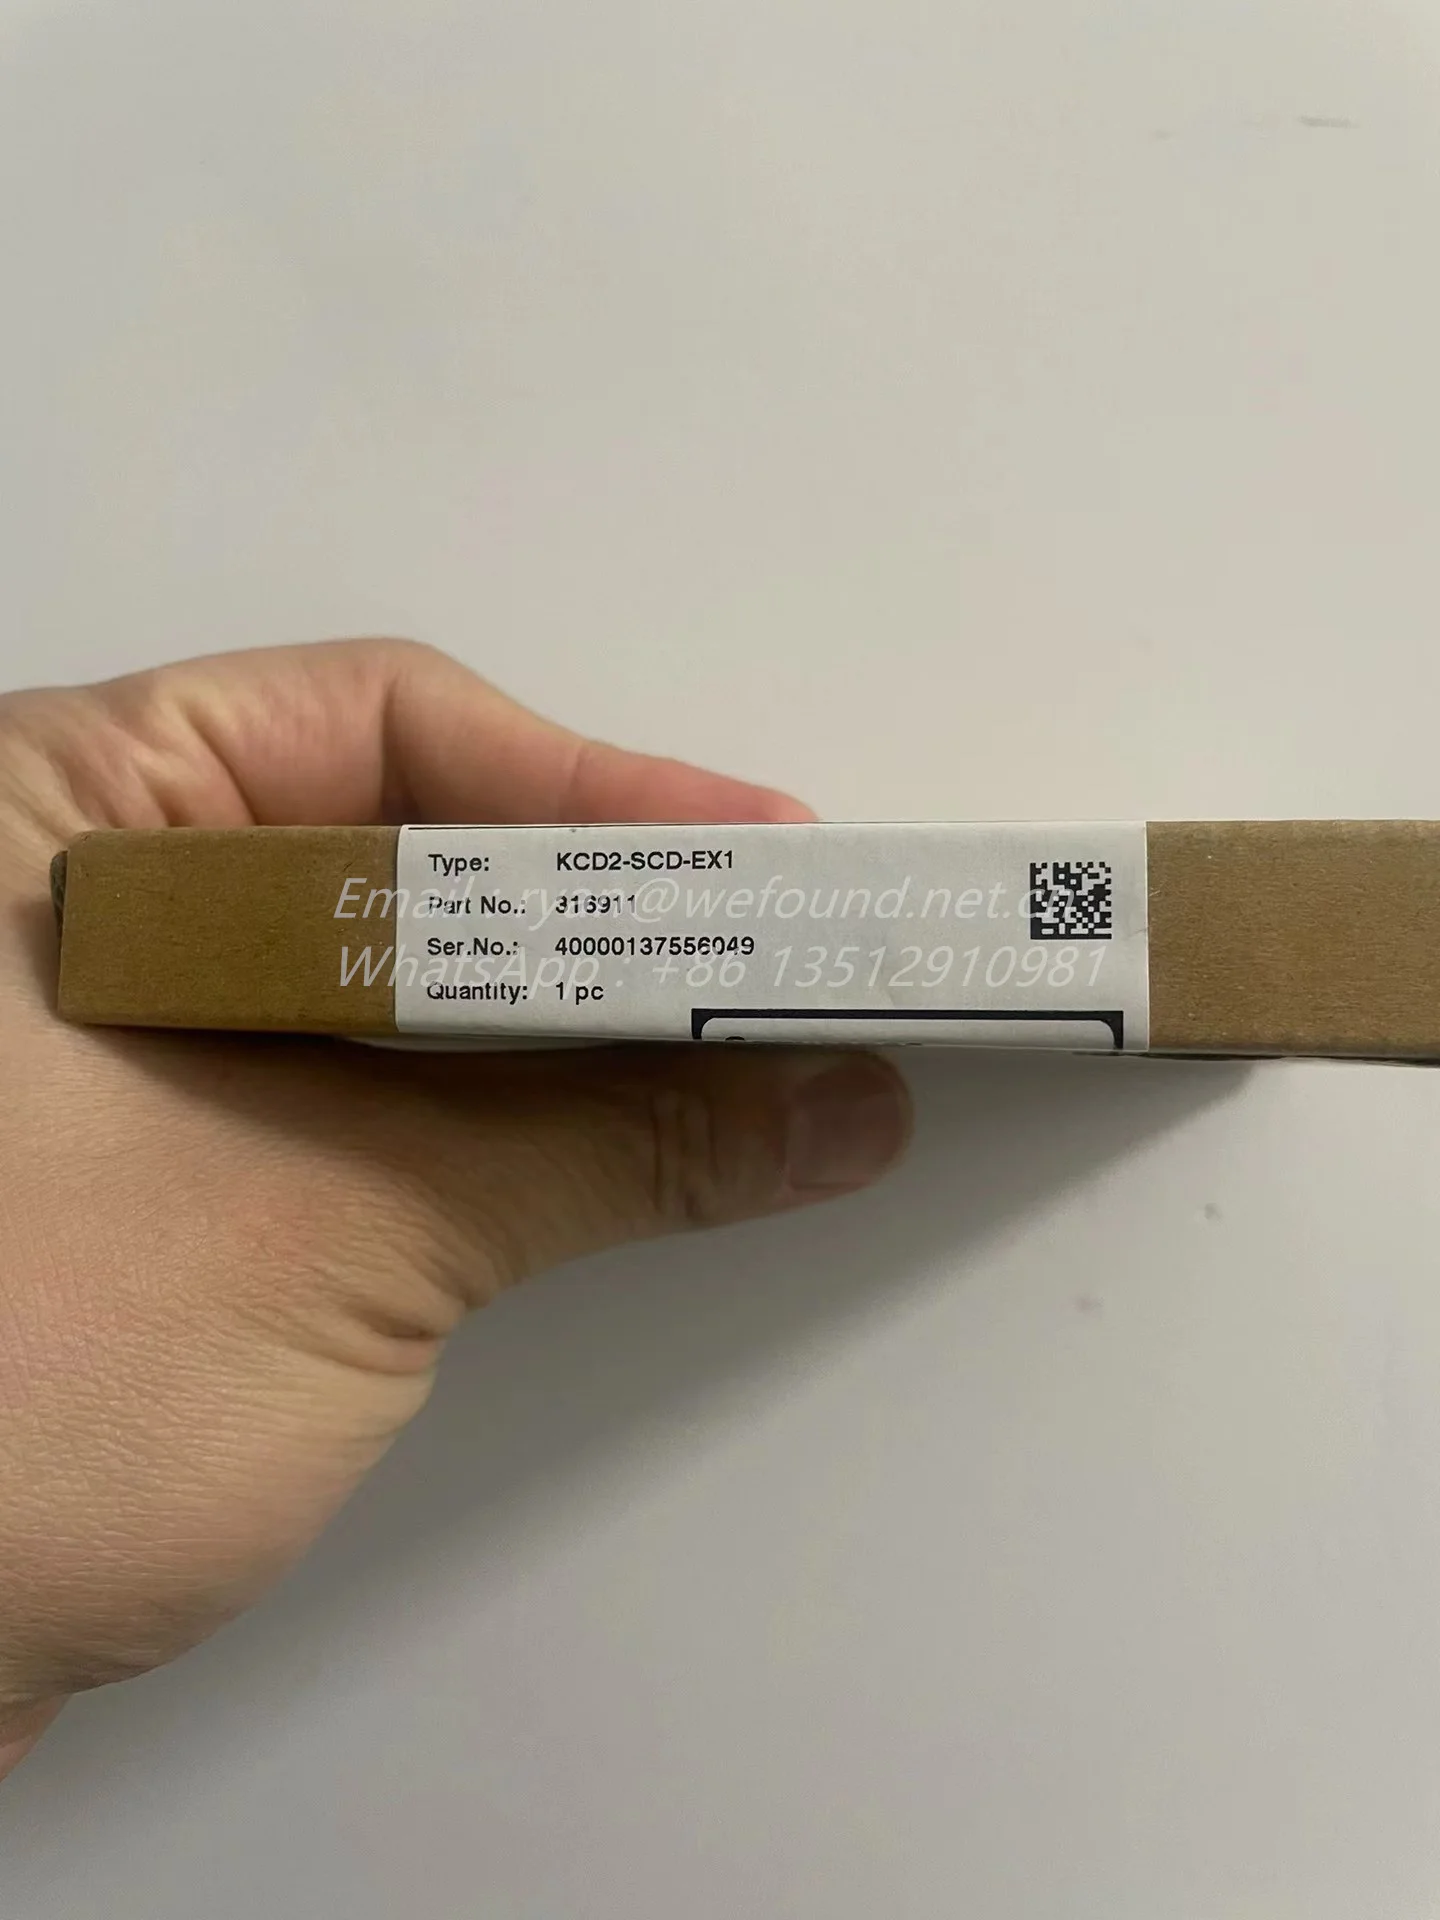 Type: KCD2-SCD-EX1
Part No.: 316911
Ser.No.: 40000137556049
Quantity: 1 pc
Email : ryan@wefound.net.cn
WhatsApp : +86 13512910981